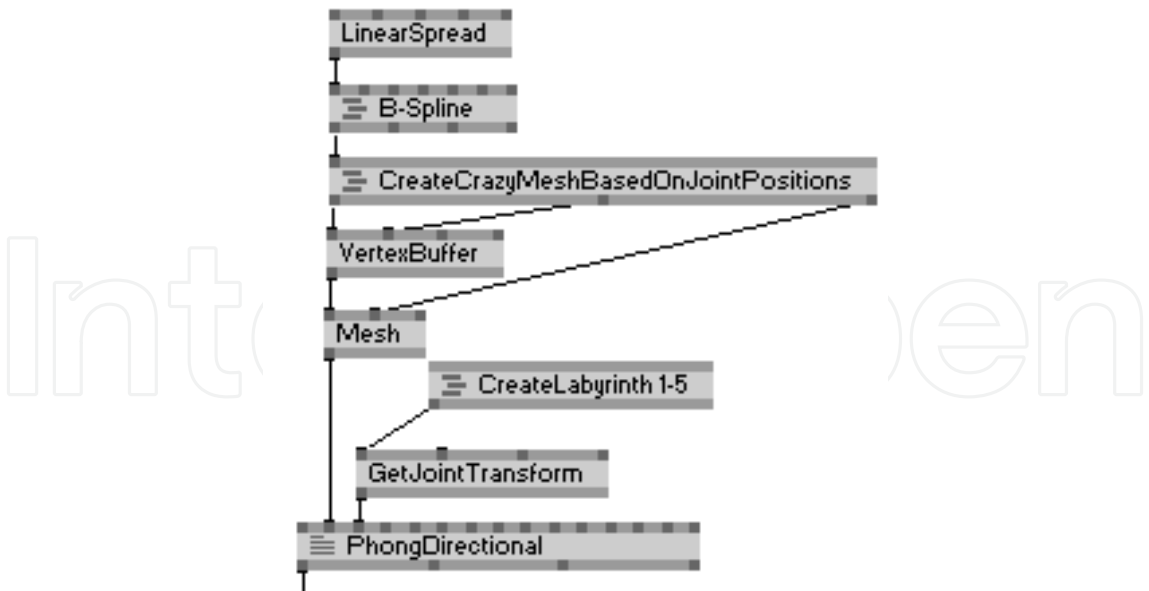 LinearSpread
B-Spline
CreateCrazyMeshBasedOnJointPositions
VertexBuffer
Mesh
CreateLabyrinth 1-5
GetJointTransform
PhongDirectional